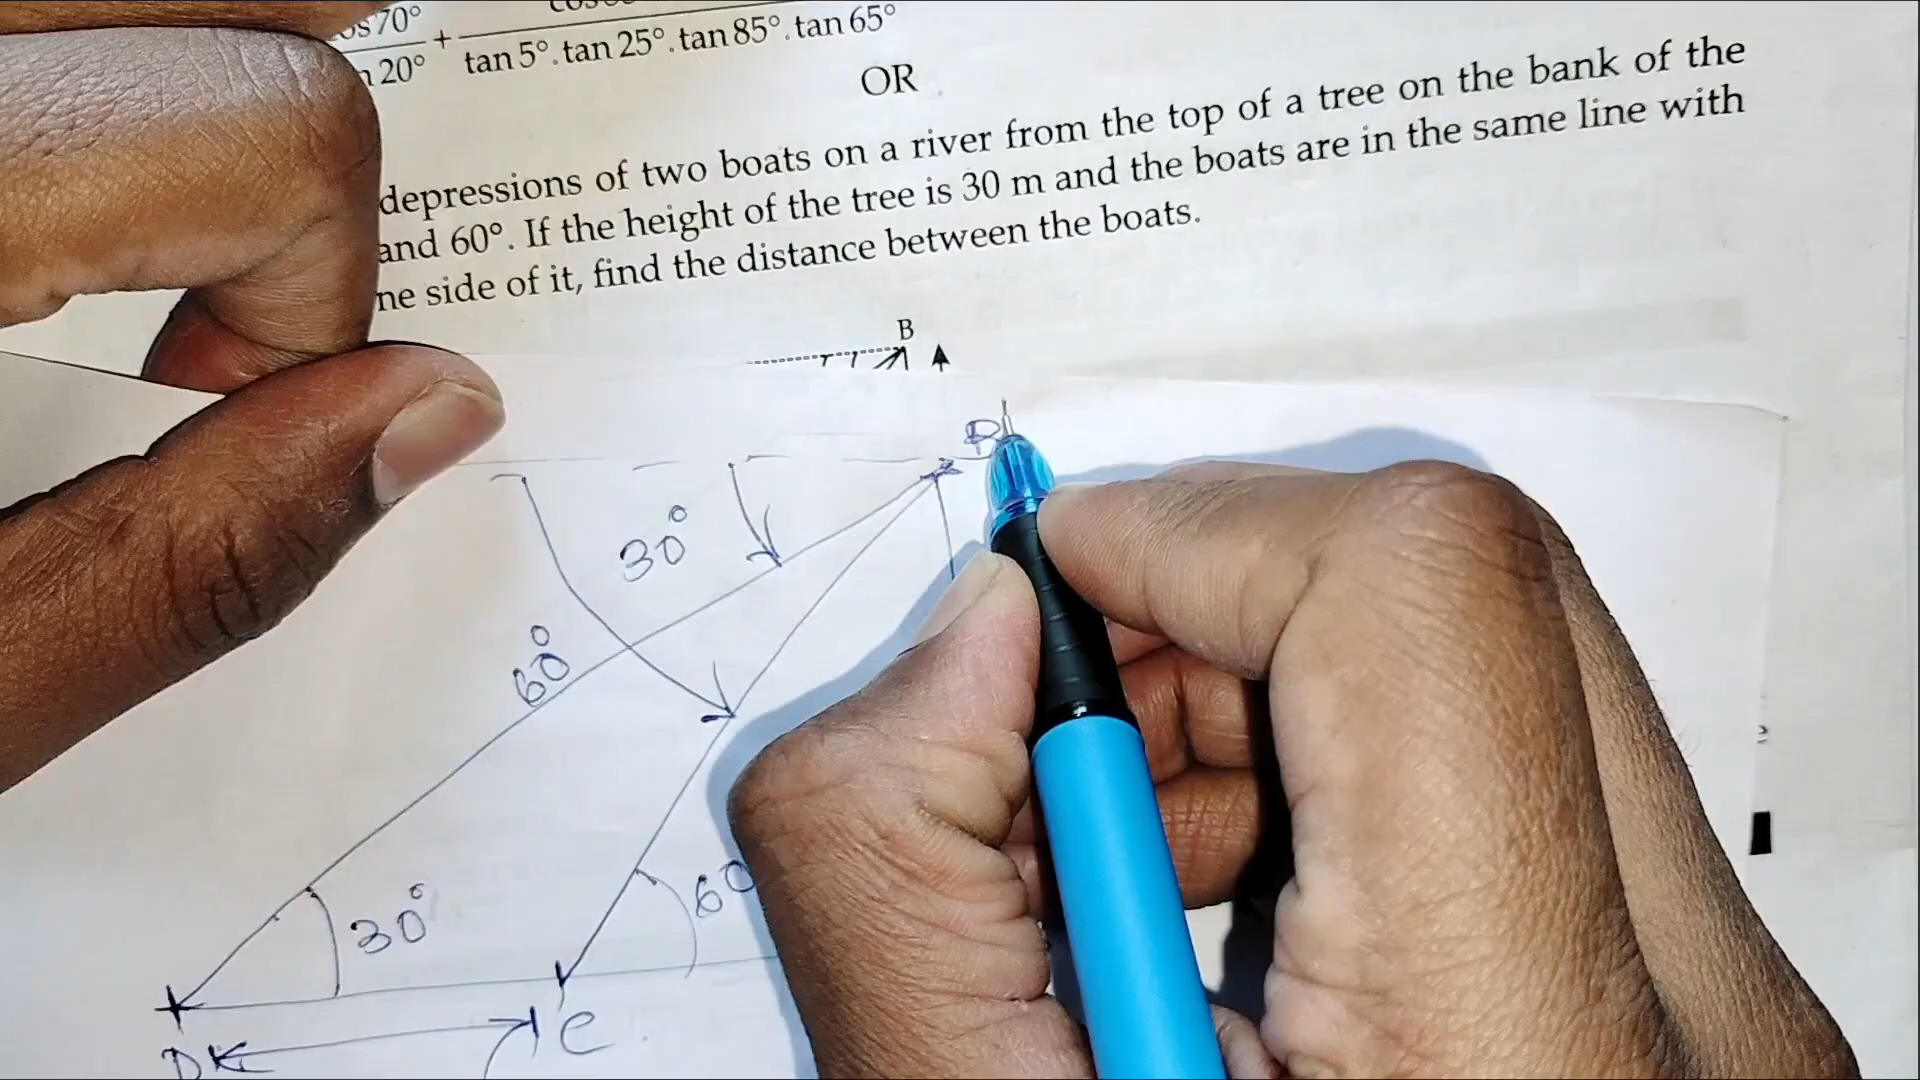 os 70°
20° + tan 5°. tan 25°. tan 85°. tan 65°
OR
depressions of two boats on a river from the top of a tree on the bank of the
and 60°. If the height of the tree is 30 m and the boats are in the same line with
ne side of it, find the distance between the boats.
B
30°
60°
60
30°
D
C